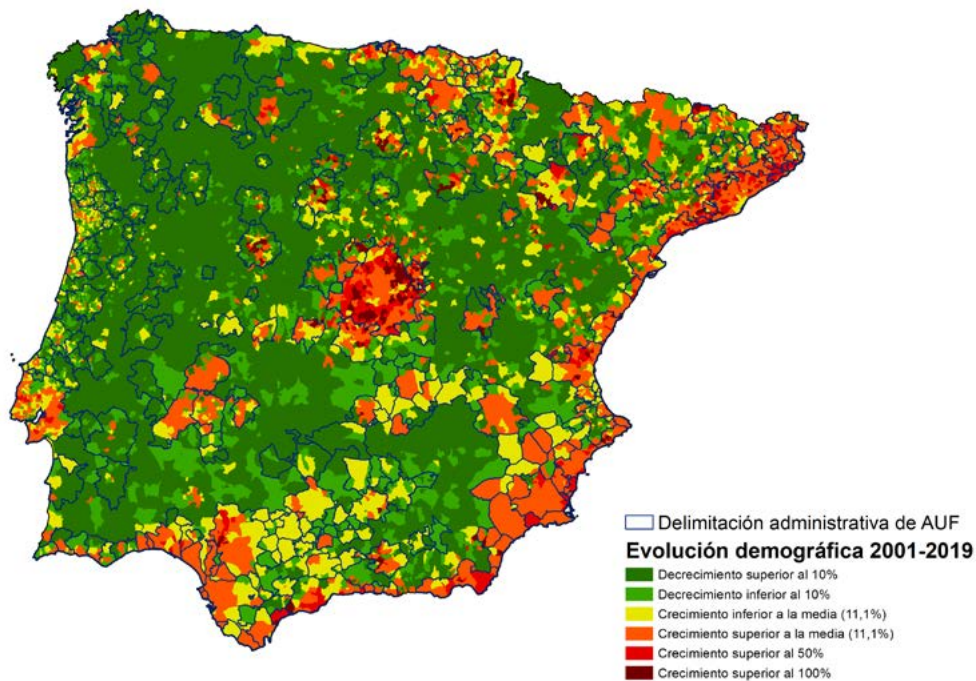 Delimitación administrativa de AUF
Evolución demográfica 2001-2019
Decrecimiento superior al 10%
Decrecimiento inferior al 10%
Crecimiento inferior a la media (11,1%)
Crecimiento superior a la media (11,1%)
Crecimiento superior al 50%
Crecimiento superior al 100%